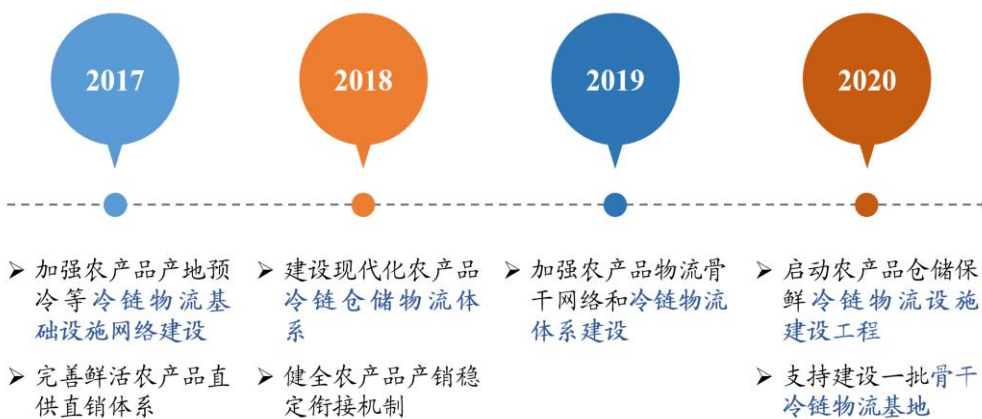 2017
2018
2019
2020
➢ 加强农产品产地预
冷等冷链物流基
础设施网络建设
➢ 完善鲜活农产品直
供直销体系
➢ 建设现代化农产品
冷链仓储物流体
系
➢ 健全农产品产销稳
定衔接机制
➢ 加强农产品物流骨
干网络和冷链物流
体系建设
➢ 启动农产品仓储保
鲜冷链物流设施
建设工程
➢ 支持建设一批骨干
冷链物流基地